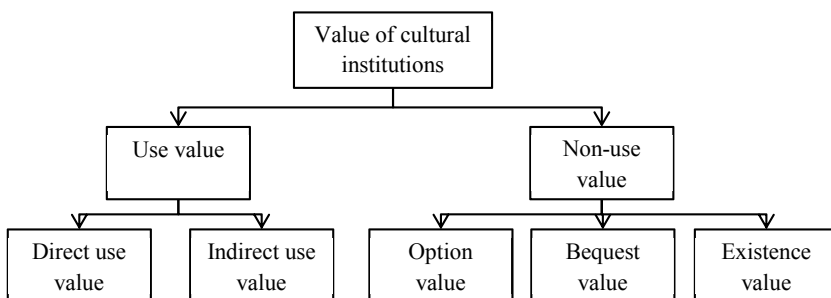 Value of cultural
institutions
Use value
Non-use
value
Direct use
value
Indirect use
value
Option
value
Bequest
value
Existence
value